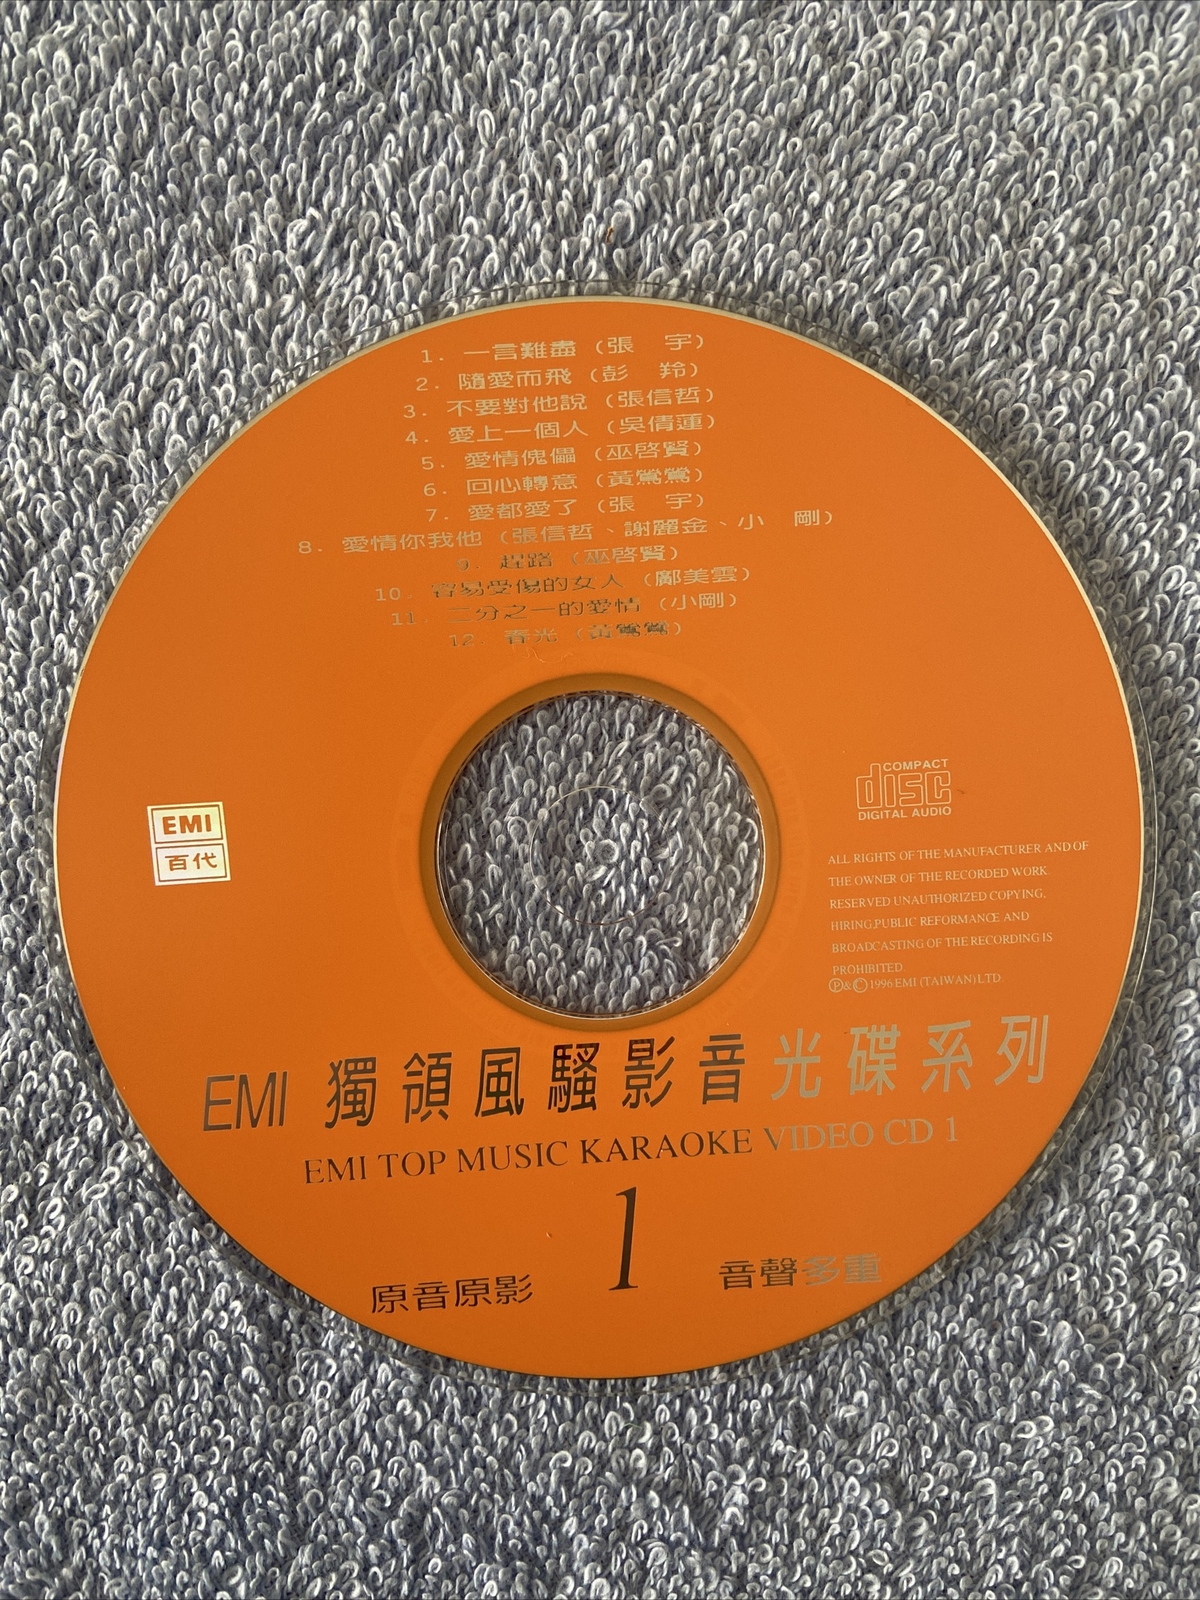 1. 一言難盡 (張 宇)
2. 隨愛而飛 (彭 羚)
3. 不要對他說 (張信哲)
4. 愛上一個人 (吳倩蓮)
5. 愛情傀儡 (巫啓賢)
6. 回心轉意 (黃鶯鶯)
7. 愛都愛了 (張 宇)
8. 愛情你我他 (張信哲、謝麗金、小 剛)
9. 趕路 (巫啓賢)
10. 容易受傷的女人 (鄺美雲)
11. 二分之一的愛情 (小剛)
12. 春光 (黃鶯鶯)
EMI
百代
COMPACT
disc
DIGITAL AUDIO
ALL RIGHTS OF THE MANUFACTURER AND OF
THE OWNER OF THE RECORDED WORK
RESERVED UNAUTHORIZED COPYING,
HIRING,PUBLIC REFORMANCE AND
BROADCASTING OF THE RECORDING IS
PROHIBITED.
Ⓟ&Ⓒ1996 EMI (TAIWAN) LTD.
EMI 獨領風騷影音光碟系列
EMI TOP MUSIC KARAOKE VIDEO CD 1
1
原音原影 音聲多重